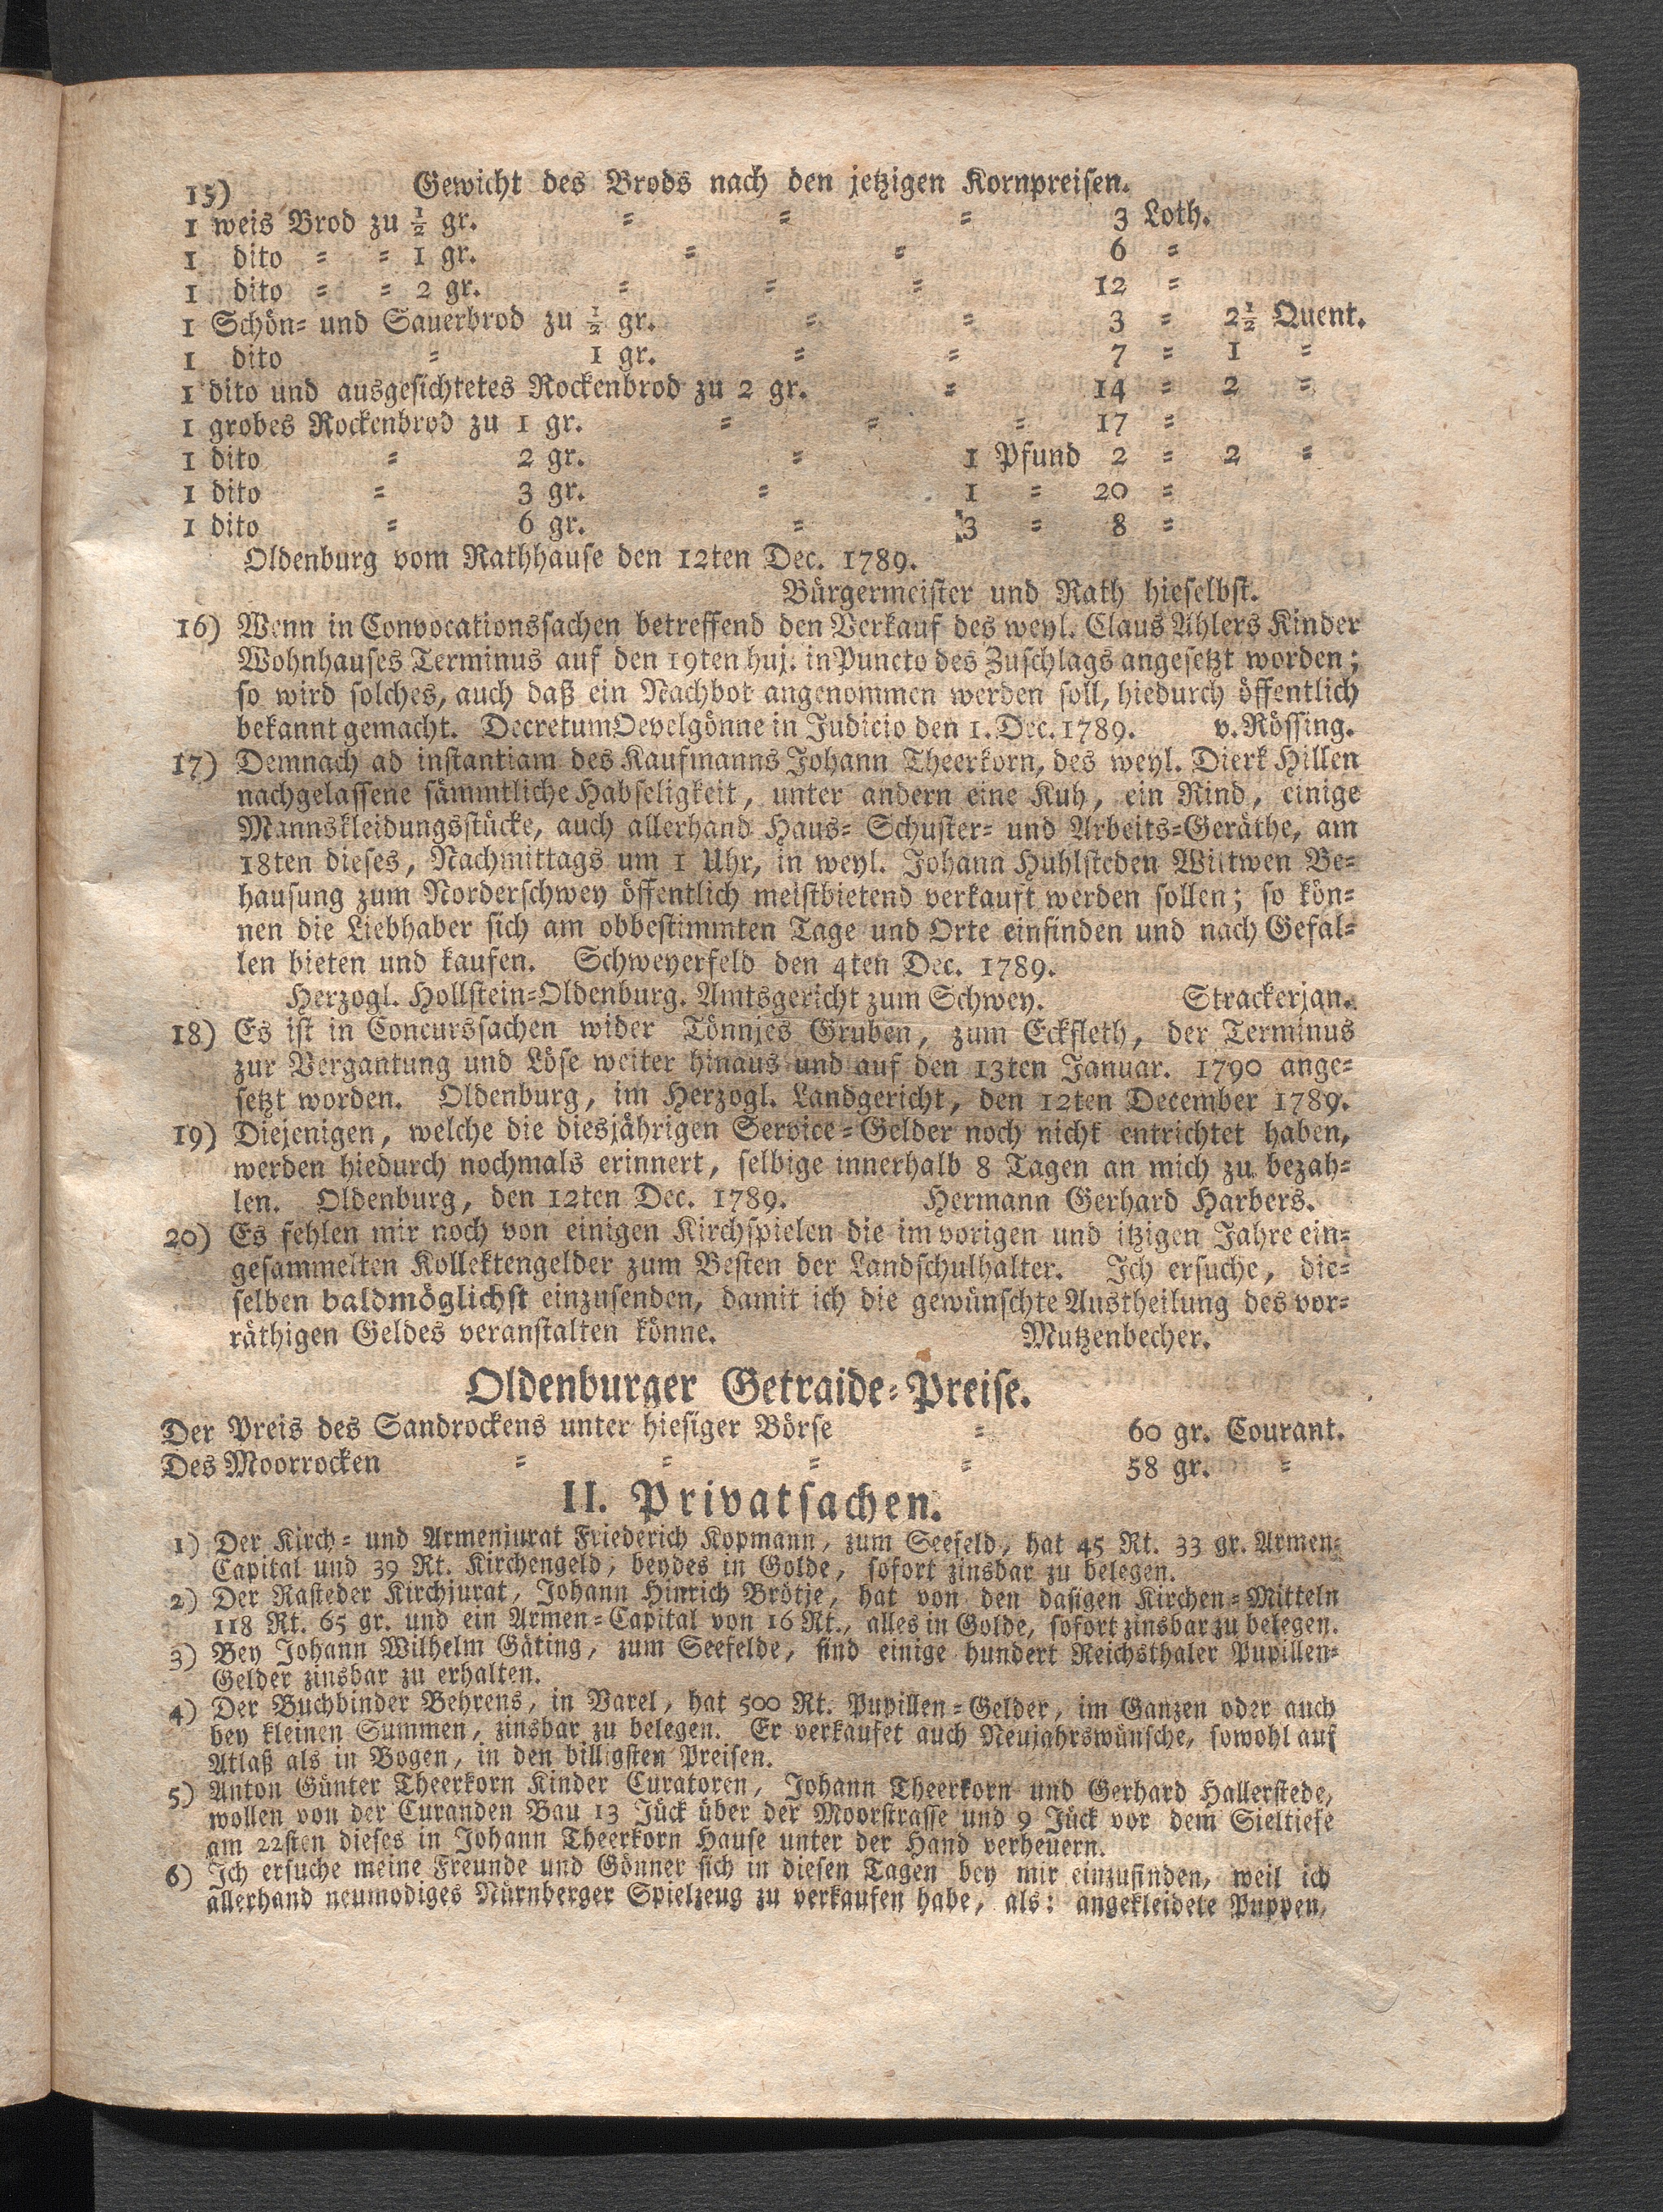 15) Gewicht des Brods nach den jetzigen Kornpreisen.
1 weis Brod zu ½ gr. = = = 3 Loth.
1 dito = = 1 gr. = = 6 =
1 dito = = 2 gr. = = = 12 =
1 Schön= und Sauerbrod zu ½ gr. = = 3 = 2½ Quent.
1 dito = 1 gr. = = 7 = 1 =
1 dito und ausgesichtetes Rockenbrod zu 2 gr. = 14 = 2 =
1 grobes Rockenbrod zu 1 gr. = = = 17 =
1 dito = 2 gr. = 1 Pfund 2 = 2 =
1 dito = 3 gr. = 1 = 20 =
1 dito = 6 gr. = 3 = 8 =
Oldenburg vom Rathhause den 12ten Dec. 1789.
Bürgermeister und Rath hieselbst.
16) Wenn in Convocationssachen betreffend den Verkauf des weyl. Claus Ahlers Kinder
Wohnhauses Terminus auf den 19ten huj. in Puncto des Zuschlags angesetzt worden;
so wird solches, auch daß ein Nachbot angenommen werden soll, hiedurch öffentlich
bekannt gemacht. Decretum Oevelgönne in Judicio den 1. Dec. 1789. v. Rössing.
17) Demnach ad instantiam des Kaufmanns Johann Theerkorn, des weyl. Dierk Hillen
nachgelassene sämmtliche Habseligkeit, unter andern eine Kuh, ein Rind, einige
Mannskleidungsstücke, auch allerhand Haus= Schuster= und Arbeits=Geräthe, am
18ten dieses, Nachmittags um 1 Uhr, in weyl. Johann Huhlsteden Wittwen Be=
hausung zum Norderschwey öffentlich meistbietend verkauft werden sollen; so kön=
nen die Liebhaber sich am obbestimmten Tage und Orte einfinden und nach Gefal=
len bieten und kaufen. Schweyerfeld den 4ten Dec. 1789.
Herzogl. Hollstein=Oldenburg. Amtsgericht zum Schwey. Strackerjan.
18) Es ist in Concurssachen wider Tönnjes Gruben, zum Eckfleth, der Terminus
zur Vergantung und Löse weiter hinaus und auf den 13ten Januar. 1790 ange=
setzt worden. Oldenburg, im Herzogl. Landgericht, den 12ten December 1789.
19) Diejenigen, welche die diesjährigen Service=Gelder noch nicht entrichtet haben,
werden hiedurch nochmals erinnert, selbige innerhalb 8 Tagen an mich zu bezah=
len. Oldenburg, den 12ten Dec. 1789. Hermann Gerhard Harbers.
20) Es fehlen mir noch von einigen Kirchspielen die im vorigen und itzigen Jahre ein=
gesammelten Kollektengelder zum Besten der Landschulhalter. Ich ersuche, die=
selben baldmöglichst einzusenden, damit ich die gewünschte Austheilung des vor=
räthigen Geldes veranstalten könne. Mutzenbecher.
Oldenburger Getraide=Preise.
Der Preis des Sandrockens unter hiesiger Börse = 60 gr. Courant.
Des Moorrocken = = = = 58 gr. =
II. Privatsachen.
1) Der Kirch= und Armenjurat Friederich Kopmann, zum Seefeld, hat 45 Rt. 33 gr. Armen=
Capital und 39 Rt. Kirchengeld, beydes in Golde, sofort zinsbar zu belegen.
2) Der Rasteder Kirchjurat, Johann Hinrich Brötje, hat von den dasigen Kirchen=Mitteln
118 Rt. 65 gr. und ein Armen=Capital von 16 Rt., alles in Golde, sofort zinsbar zu belegen.
3) Bey Johann Wilhelm Gäting, zum Seefelde, sind einige hundert Reichsthaler Pupillen=
Gelder zinsbar zu erhalten.
4) Der Buchbinder Behrens, in Varel, hat 500 Rt. Pupillen=Gelder, im Ganzen oder auch
bey kleinen Summen, zinsbar zu belegen. Er verkaufet auch Neujahrswünsche, sowohl auf
Atlaß als in Bogen, in den billigsten Preisen.
5) Anton Günter Theerkorn Kinder Curatoren, Johann Theerkorn und Gerhard Hallerstede,
wollen von der Curanden Bau 13 Jück über der Moorstrasse und 9 Jück vor dem Sieltiefe
am 22sten dieses in Johann Theerkorn Hause unter der Hand verheuern.
6) Ich ersuche meine Freunde und Gönner sich in diesen Tagen bey mir einzufinden, weil ich
allerhand neumodiges Nürnberger Spielzeug zu verkaufen habe, als: angekleidete Puppen,